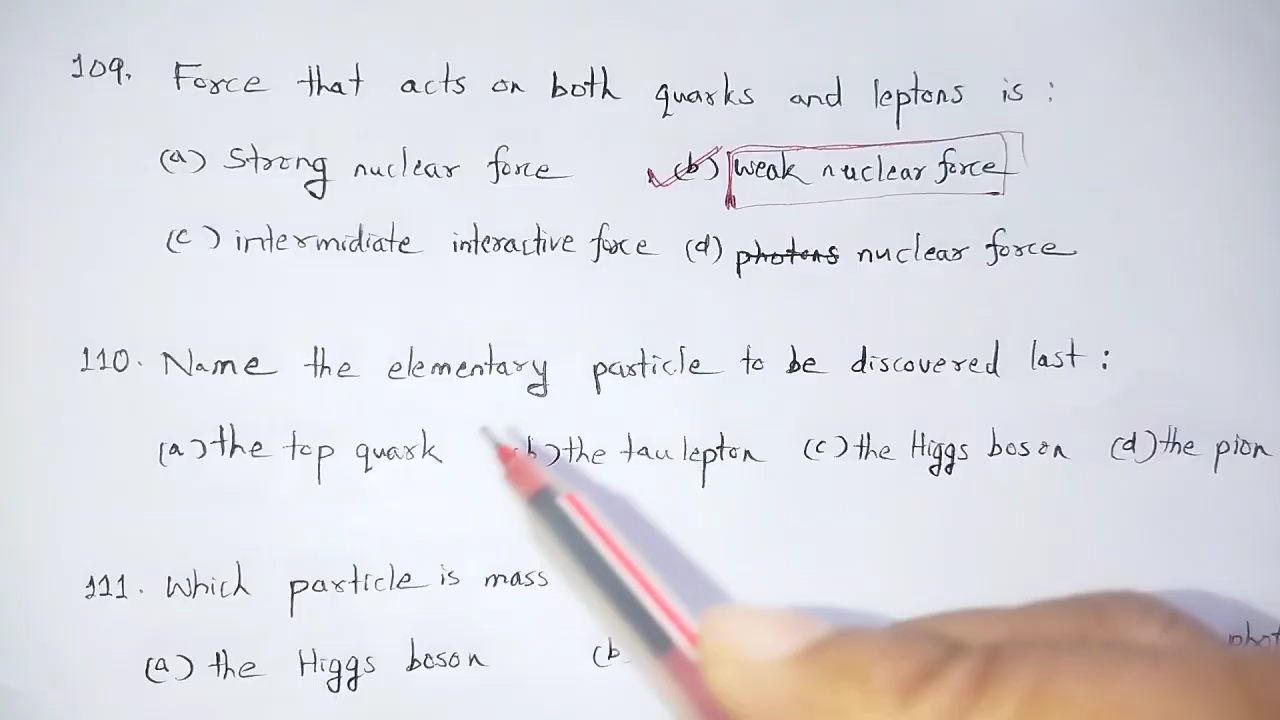 109. Force that acts on both quarks and leptons is :
(a) Strong nuclear force (b) weak nuclear force
(c) intermidiate interactive force (d) photons nuclear force
110. Name the elementary particle to be discovered last :
(a) the top quark (b) the tau lepton (c) the Higgs boson (d) the pion
111. Which particle is mass
(a) the Higgs boson (b